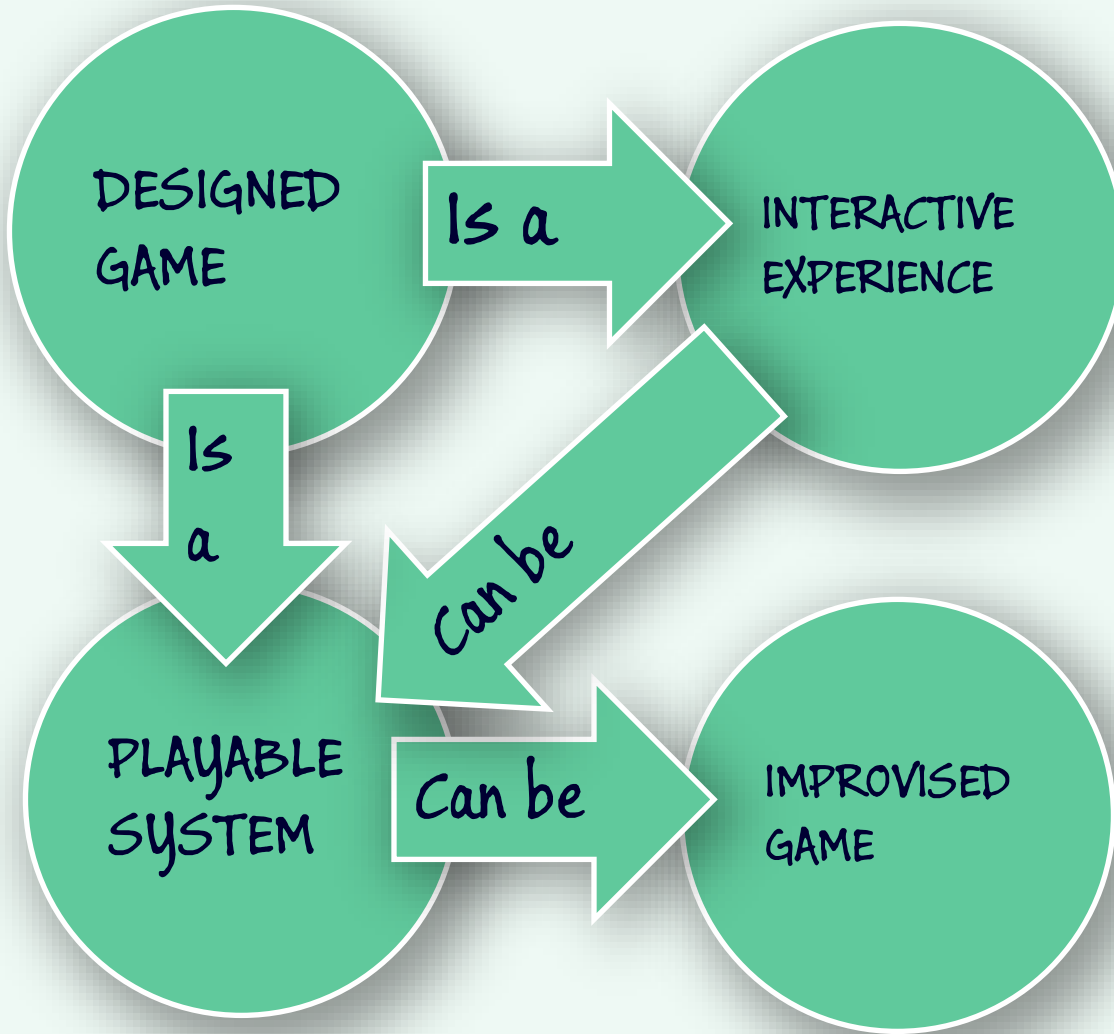 DESIGNED
GAME
Is a
INTERACTIVE
EXPERIENCE
Is
a
Can be
PLAYABLE
SYSTEM
Can be
IMPROVISED
GAME